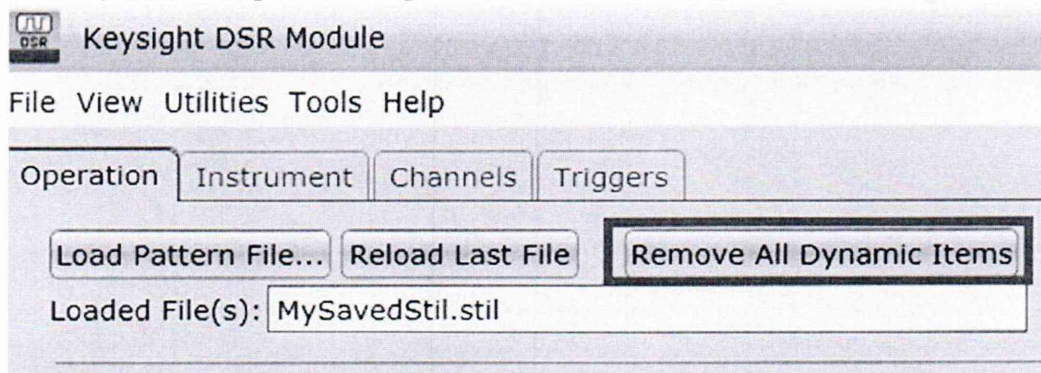 DSR
Keysight DSR Module
File View Utilities Tools Help
Operation Instrument Channels Triggers
Load Pattern File... Reload Last File Remove All Dynamic Items
Loaded File(s): MySavedStil.stil